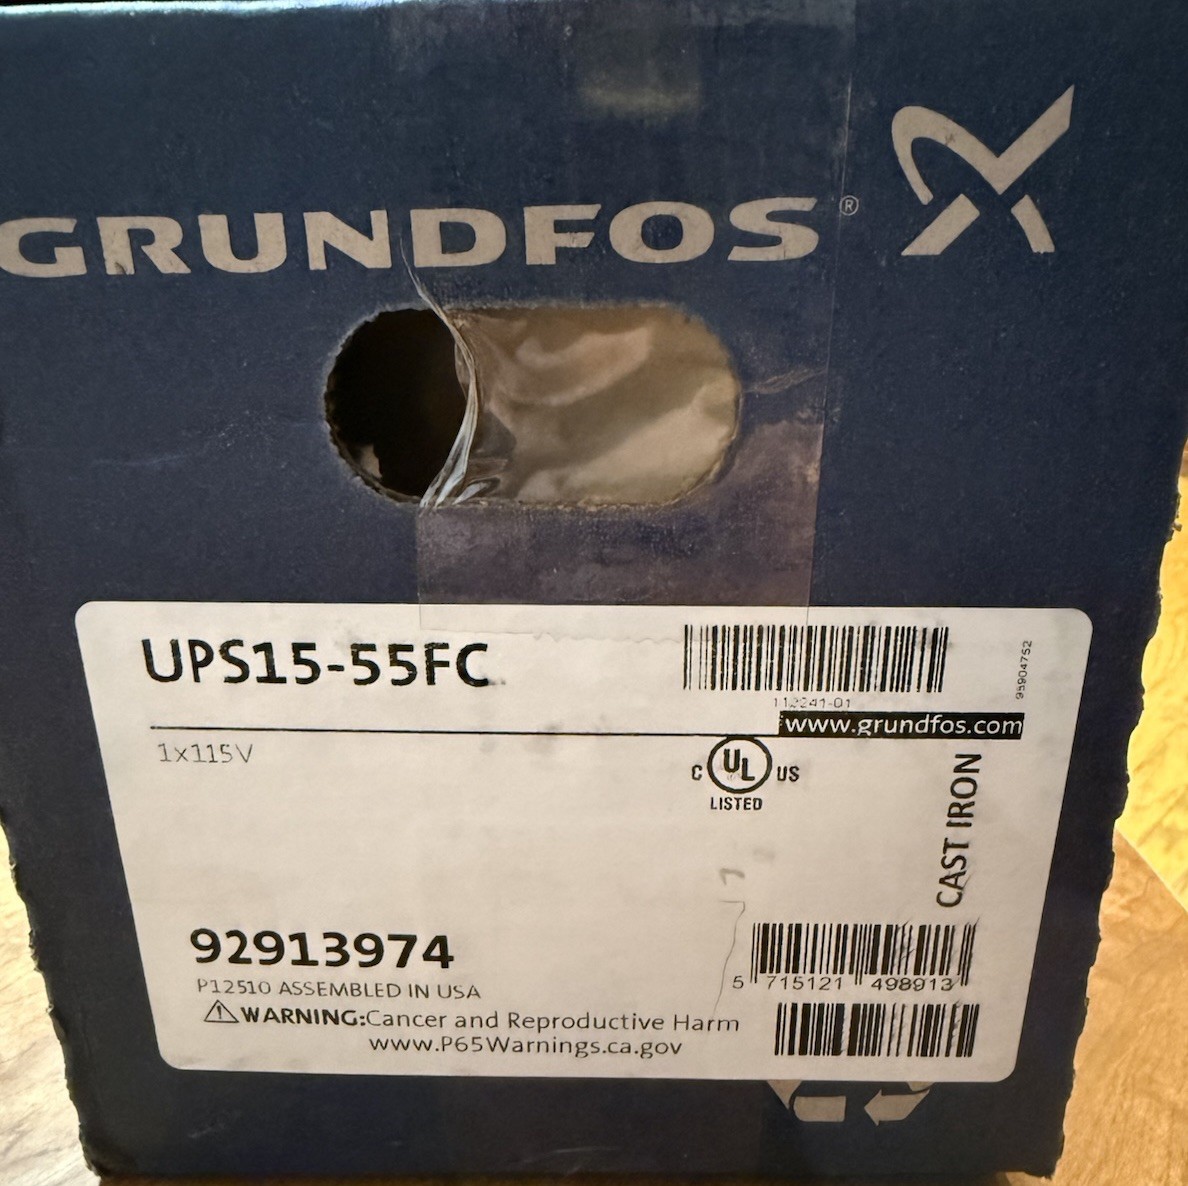 GRUNDFOS®
UPS15-55FC
112241-01
95904752
www.grundfos.com
1x115V
C UL US
LISTED
CAST IRON
92913974
5 715121 498913
P12510 ASSEMBLED IN USA
WARNING:Cancer and Reproductive Harm
www.P65Warnings.ca.gov